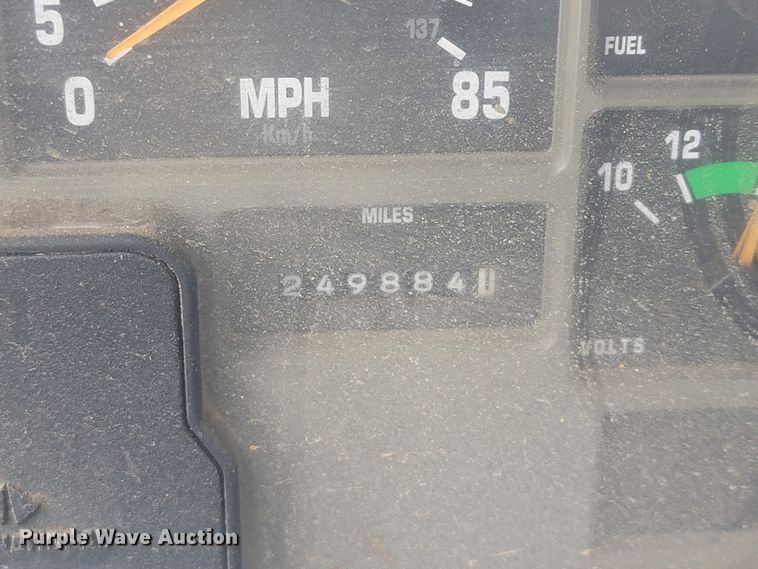 5
0
MPH
Km/h
137
85
FUEL
10
12
MILES
249884
VOLTS
Purple Wave Auction